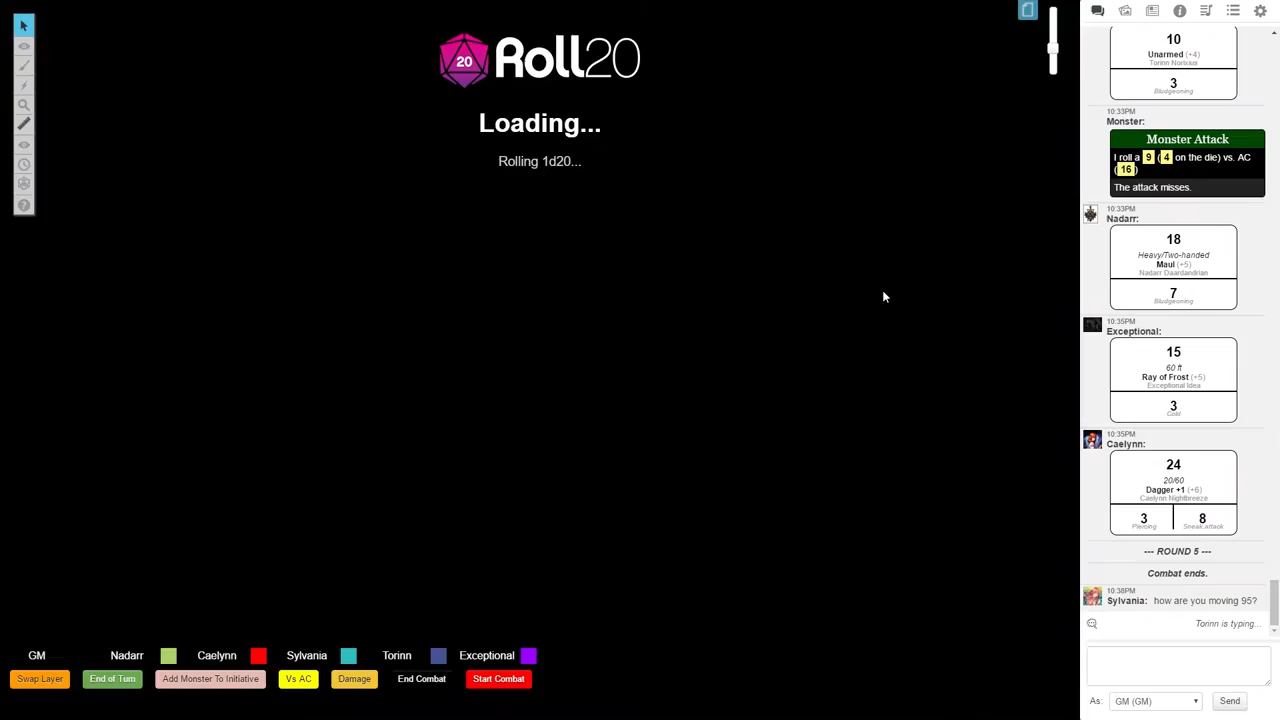 20 Roll20
Loading...
Rolling 1d20...
GM
Nadarr
Caelynn
Sylvania
Torinn
Exceptional
Swap Layer
End of Turn
Add Monster To Initiative
Vs AC
Damage
End Combat
Start Combat
10
Unarmed (+4)
Torinn Norixius
3
Bludgeoning
10:33PM
Monster:
Monster Attack
I roll a 9 ( 4 on the die) vs. AC
( 16 )
The attack misses.
10:33PM
Nadarr:
18
Heavy/Two-handed
Maul (+5)
Nadarr Daardandrian
7
Bludgeoning
10:35PM
Exceptional:
15
60 ft
Ray of Frost (+5)
Exceptional Idea
3
Cold
10:35PM
Caelynn:
24
20/60
Dagger +1 (+6)
Caelynn Nightbreeze
3 8
Piercing Sneak attack
--- ROUND 5 ---
Combat ends.
10:38PM
Sylvania: how are you moving 95?
Torinn is typing...
As: GM (GM) Send